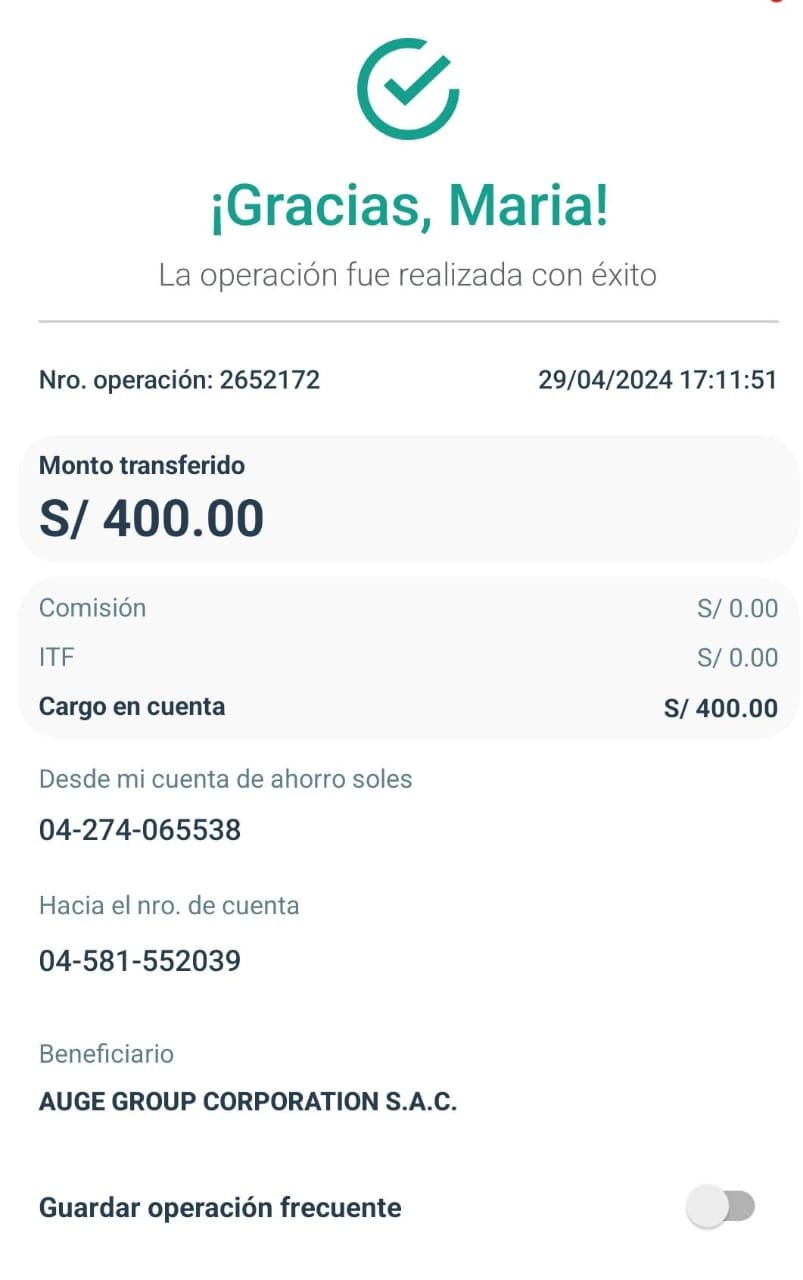 ¡Gracias, Maria!
La operación fue realizada con éxito
Nro. operación: 2652172 29/04/2024 17:11:51
Monto transferido
S/ 400.00
Comisión S/ 0.00
ITF S/ 0.00
Cargo en cuenta S/ 400.00
Desde mi cuenta de ahorro soles
04-274-065538
Hacia el nro. de cuenta
04-581-552039
Beneficiario
AUGE GROUP CORPORATION S.A.C.
Guardar operación frecuente